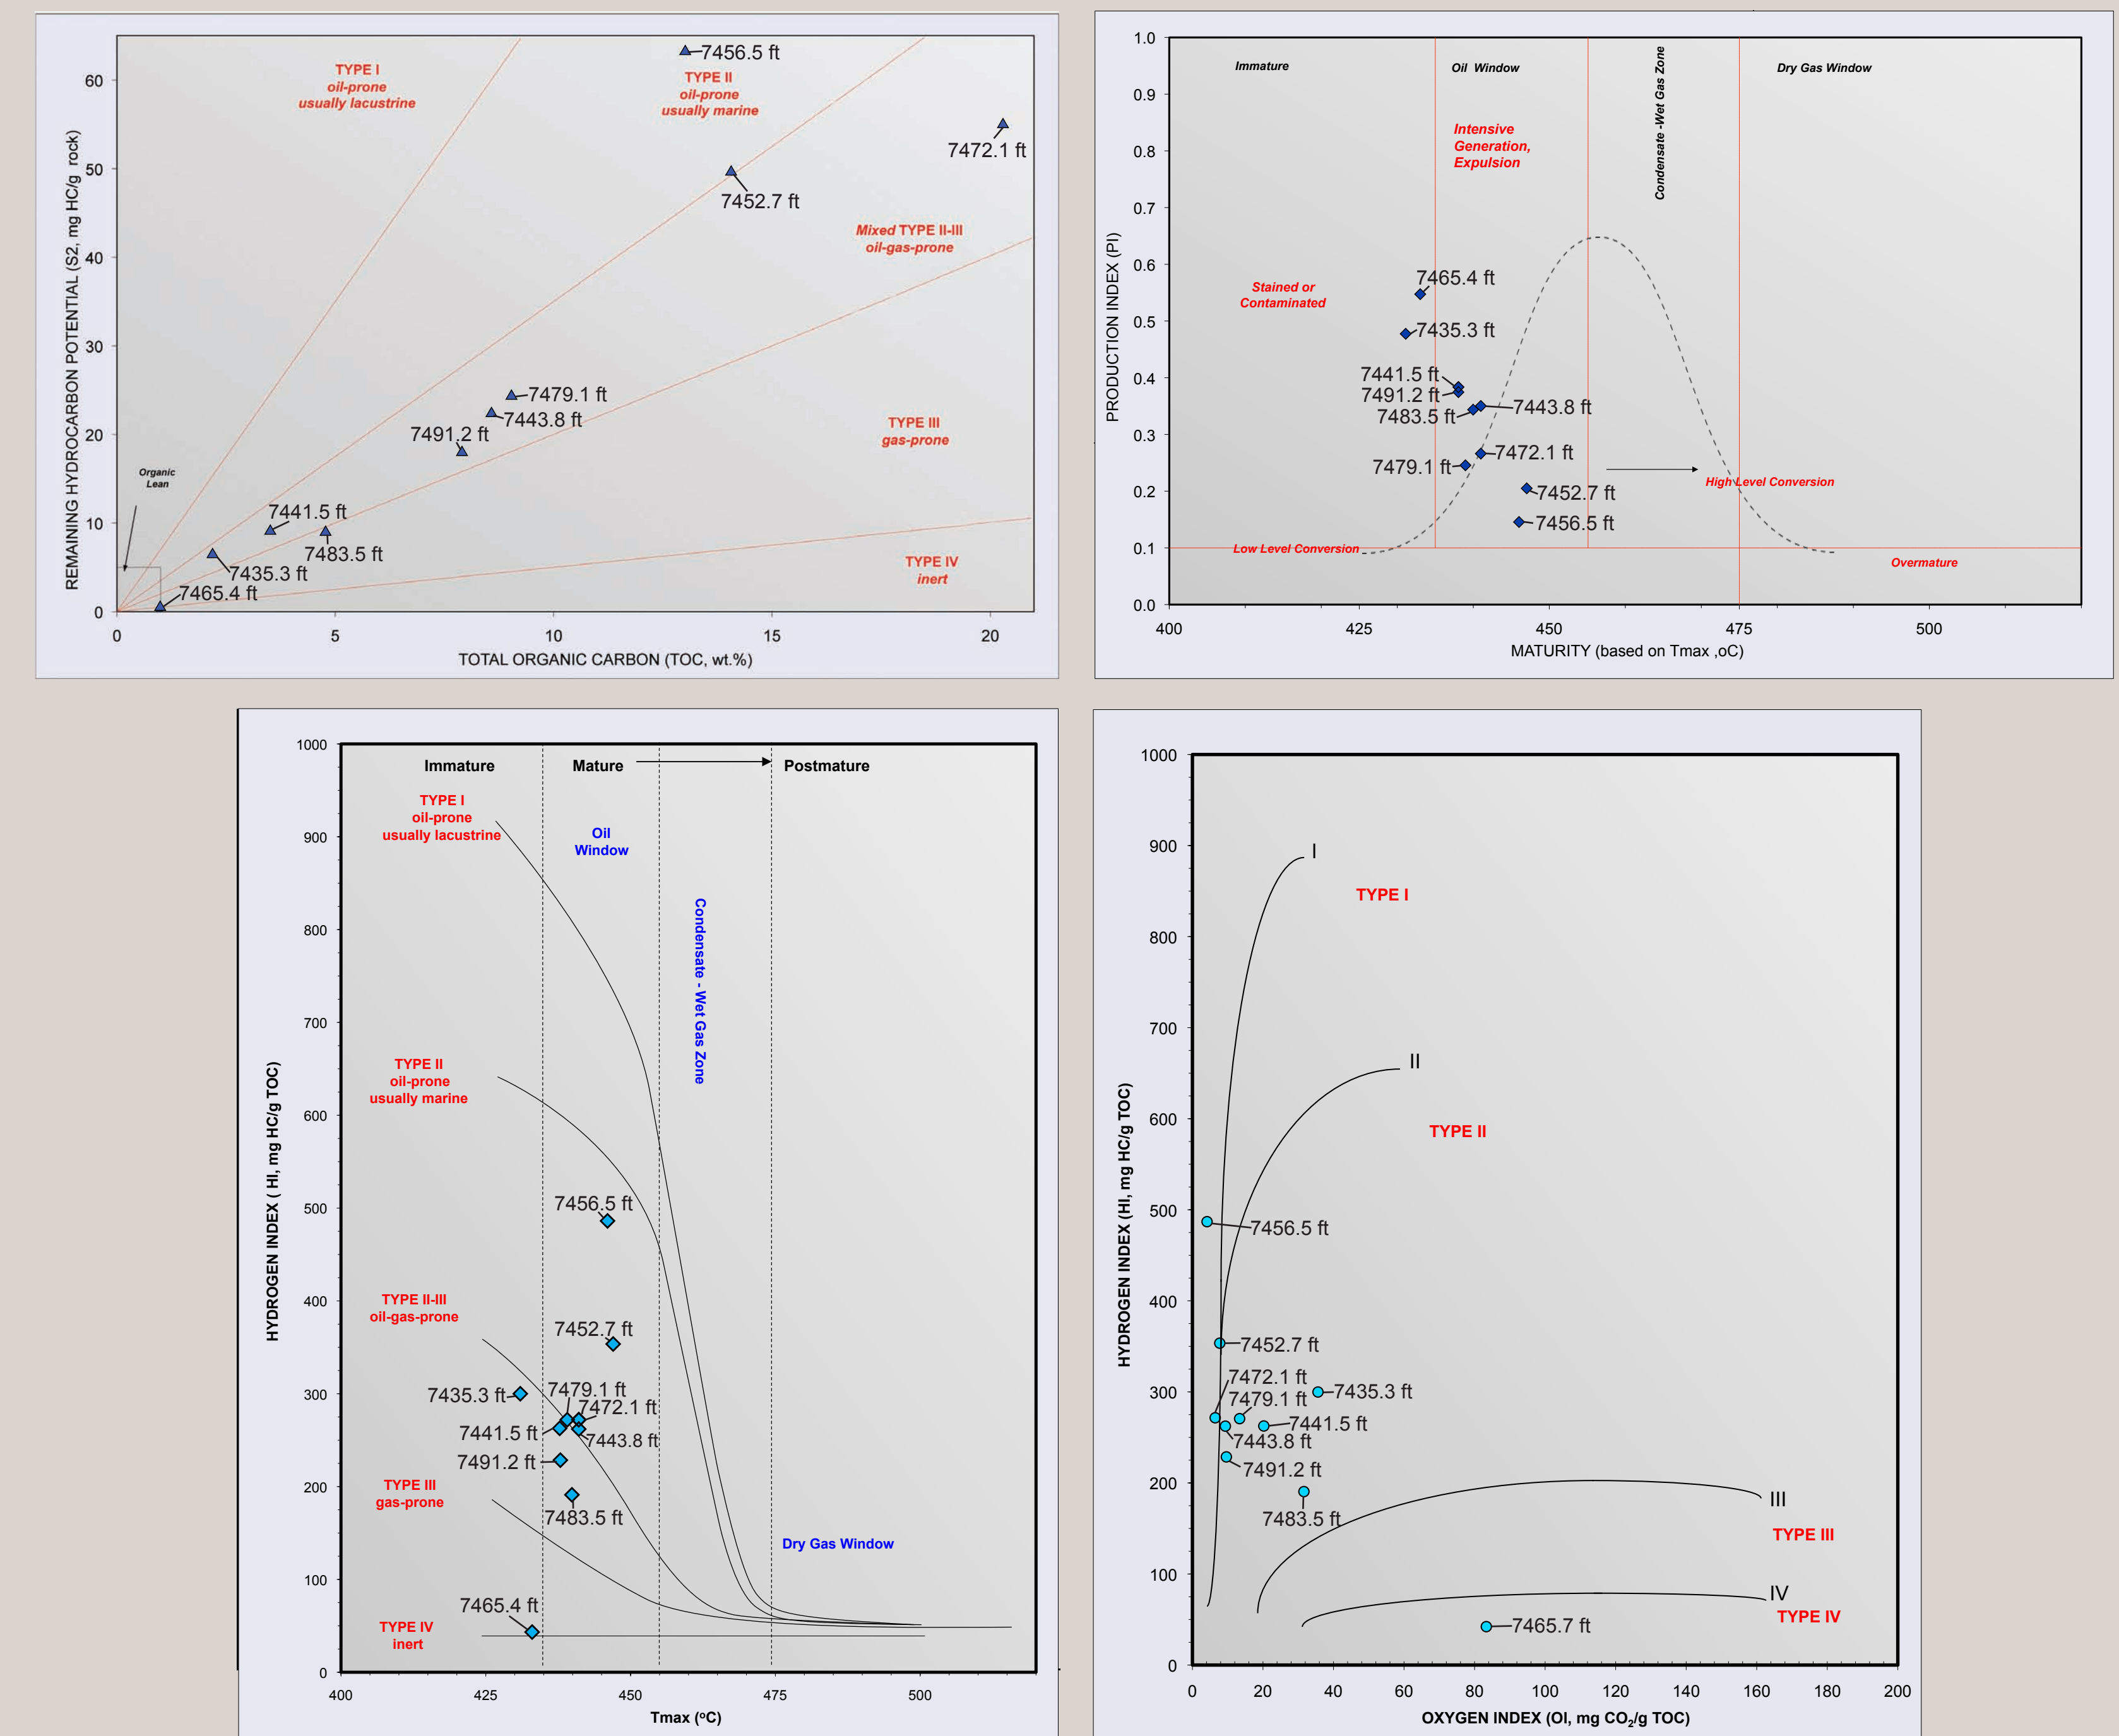 TYPE I
oil-prone
usually lacustrine
7456.5 ft
TYPE II
oil-prone
usually marine
7472.1 ft
7452.7 ft
Mixed TYPE II-III
oil-gas-prone
7479.1 ft
7443.8 ft
7491.2 ft
TYPE III
gas-prone
Organic
Lean
7441.5 ft
7483.5 ft
7435.3 ft
7465.4 ft
TYPE IV
inert
REMAINING HYDROCARBON POTENTIAL (S2, mg HC/g rock)
60
50
40
30
20
10
0
0 5 10 15 20
TOTAL ORGANIC CARBON (TOC, wt.%)
Immature
Oil Window
Condensate -Wet Gas Zone
Dry Gas Window
Intensive
Generation,
Expulsion
Stained or
Contaminated
7465.4 ft
7435.3 ft
7441.5 ft
7491.2 ft
7483.5 ft
7443.8 ft
7472.1 ft
7479.1 ft
7452.7 ft
7456.5 ft
High Level Conversion
Low Level Conversion
Overmature
PRODUCTION INDEX (PI)
1.0
0.9
0.8
0.7
0.6
0.5
0.4
0.3
0.2
0.1
0.0
400 425 450 475 500
MATURITY (based on Tmax ,oC)
Immature
Mature
Postmature
TYPE I
oil-prone
usually lacustrine
Oil
Window
Condensate - Wet Gas Zone
TYPE II
oil-prone
usually marine
7456.5 ft
TYPE II-III
oil-gas-prone
7452.7 ft
7435.3 ft
7479.1 ft
7472.1 ft
7441.5 ft
7443.8 ft
7491.2 ft
TYPE III
gas-prone
7483.5 ft
Dry Gas Window
7465.4 ft
TYPE IV
inert
HYDROGEN INDEX ( HI, mg HC/g TOC)
1000
900
800
700
600
500
400
300
200
100
0
400 425 450 475 500
Tmax (oC)
I
TYPE I
II
TYPE II
7456.5 ft
7452.7 ft
7472.1 ft
7479.1 ft
7435.3 ft
7441.5 ft
7443.8 ft
7491.2 ft
7483.5 ft
III
TYPE III
IV
TYPE IV
7465.7 ft
HYDROGEN INDEX (HI, mg HC/g TOC)
1000
900
800
700
600
500
400
300
200
100
0
0 20 40 60 80 100 120 140 160 180 200
OXYGEN INDEX (OI, mg CO2/g TOC)